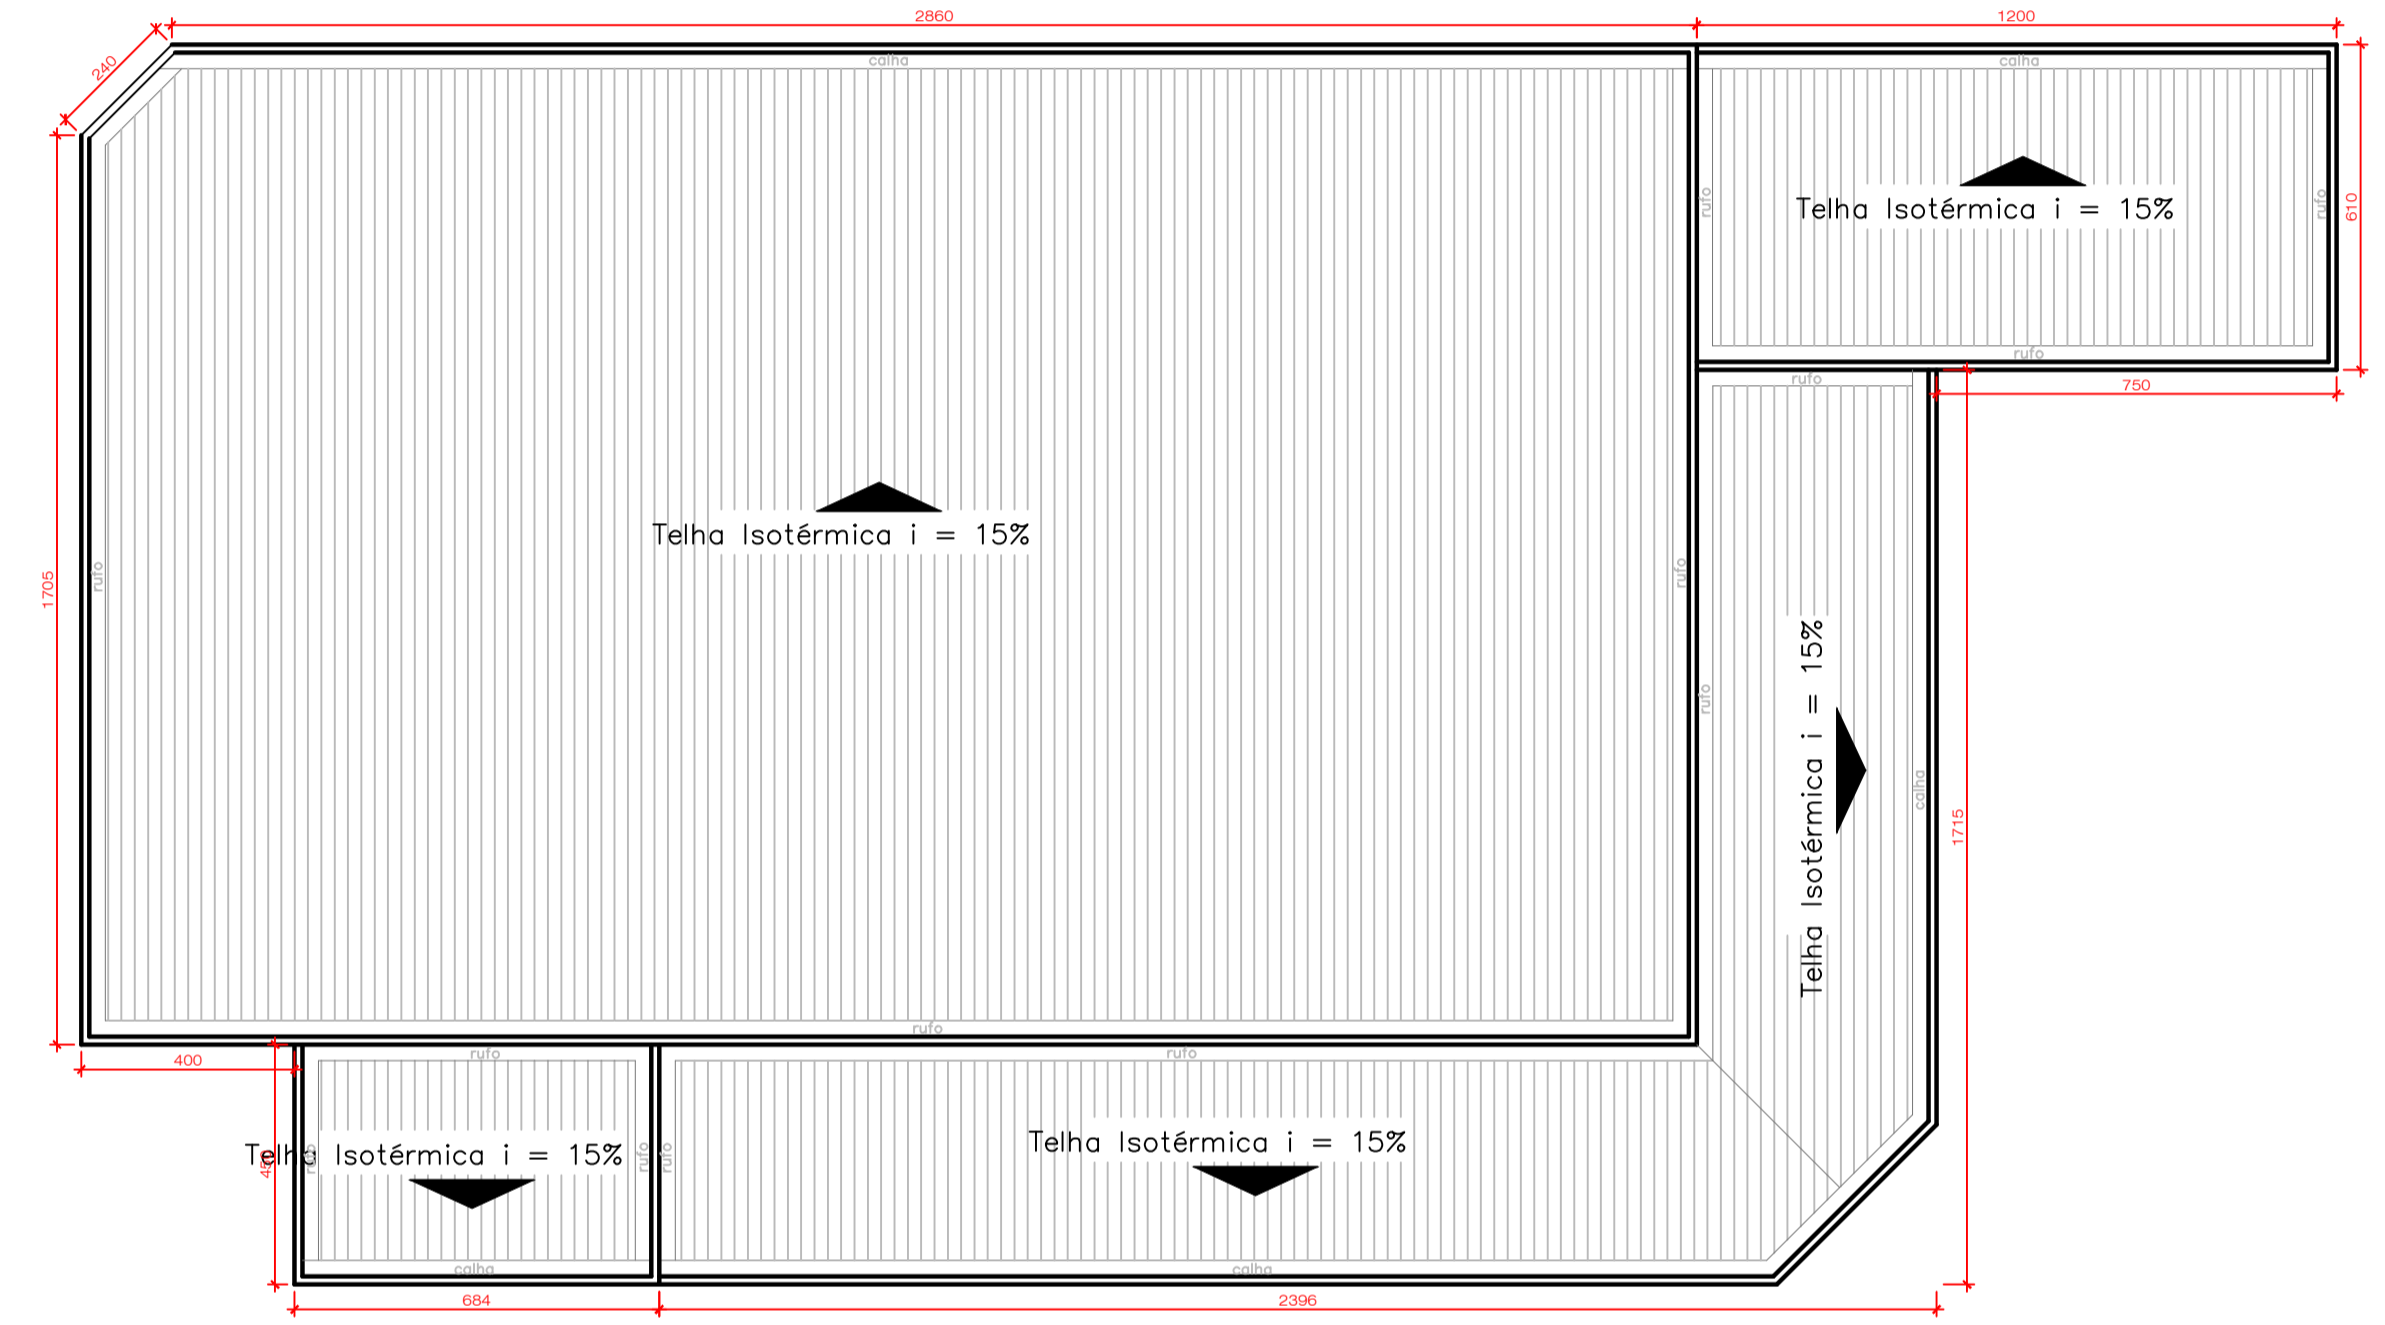 2860
1200
240
calha
calha
rufo
Telha Isotérmica i = 15%
rufo
610
rufo
rufo
750
Telha Isotérmica i = 15%
1705
rufo
rufo
rufo
Telha Isotérmica i = 15%
calha
1715
rufo
400
rufo
rufo
Telha Isotérmica i = 15%
rufo
rufo
rufo
Telha Isotérmica i = 15%
calha
calha
684
2396